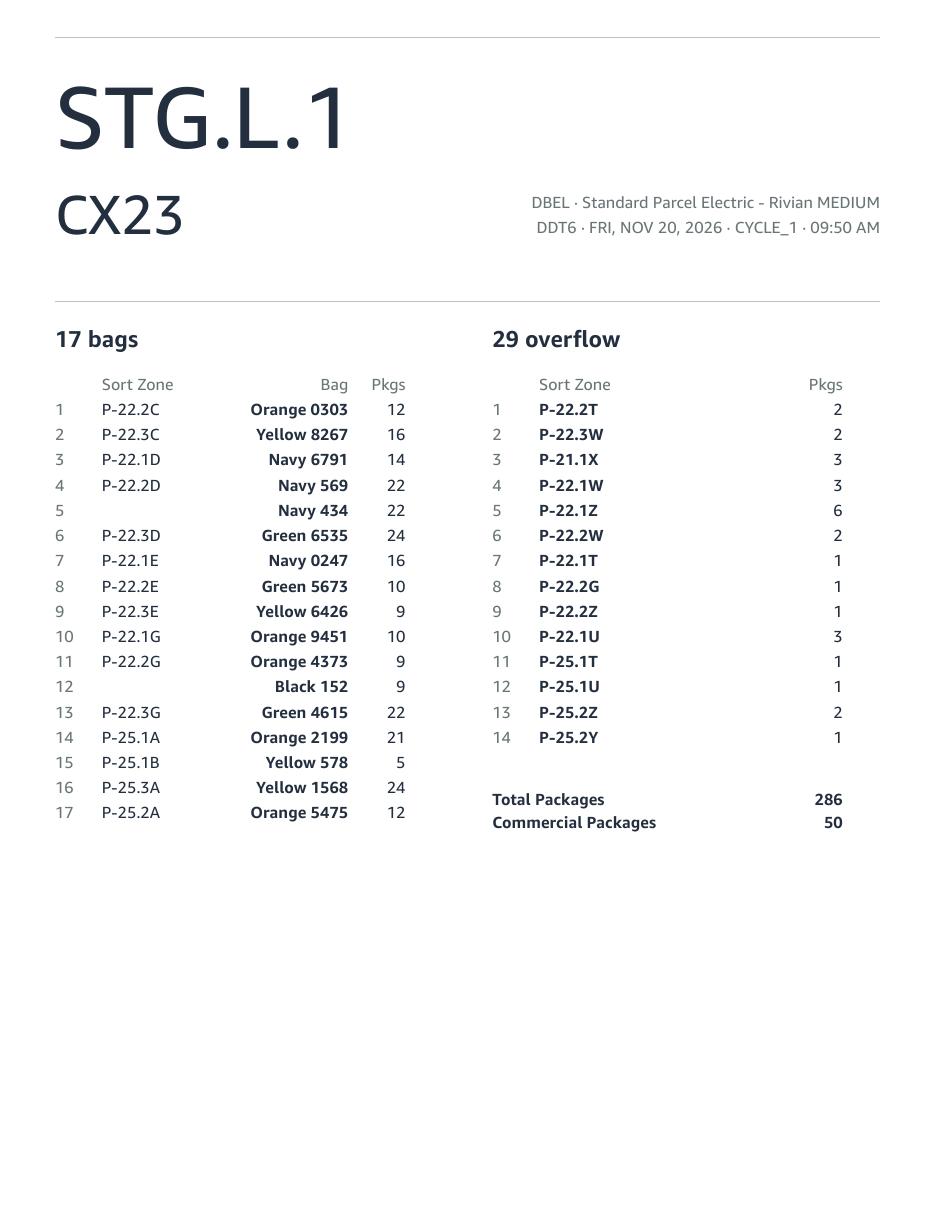 STG.L.1
CX23
DBEL · Standard Parcel Electric - Rivian MEDIUM
DDT6 · FRI, NOV 20, 2026 · CYCLE_1 · 09:50 AM
17 bags
Sort Zone Bag Pkgs
1 P-22.2C Orange 0303 12
2 P-22.3C Yellow 8267 16
3 P-22.1D Navy 6791 14
4 P-22.2D Navy 569 22
5 Navy 434 22
6 P-22.3D Green 6535 24
7 P-22.1E Navy 0247 16
8 P-22.2E Green 5673 10
9 P-22.3E Yellow 6426 9
10 P-22.1G Orange 9451 10
11 P-22.2G Orange 4373 9
12 Black 152 9
13 P-22.3G Green 4615 22
14 P-25.1A Orange 2199 21
15 P-25.1B Yellow 578 5
16 P-25.3A Yellow 1568 24
17 P-25.2A Orange 5475 12
29 overflow
Sort Zone Pkgs
1 P-22.2T 2
2 P-22.3W 2
3 P-21.1X 3
4 P-22.1W 3
5 P-22.1Z 6
6 P-22.2W 2
7 P-22.1T 1
8 P-22.2G 1
9 P-22.2Z 1
10 P-22.1U 3
11 P-25.1T 1
12 P-25.1U 1
13 P-25.2Z 2
14 P-25.2Y 1
Total Packages 286
Commercial Packages 50